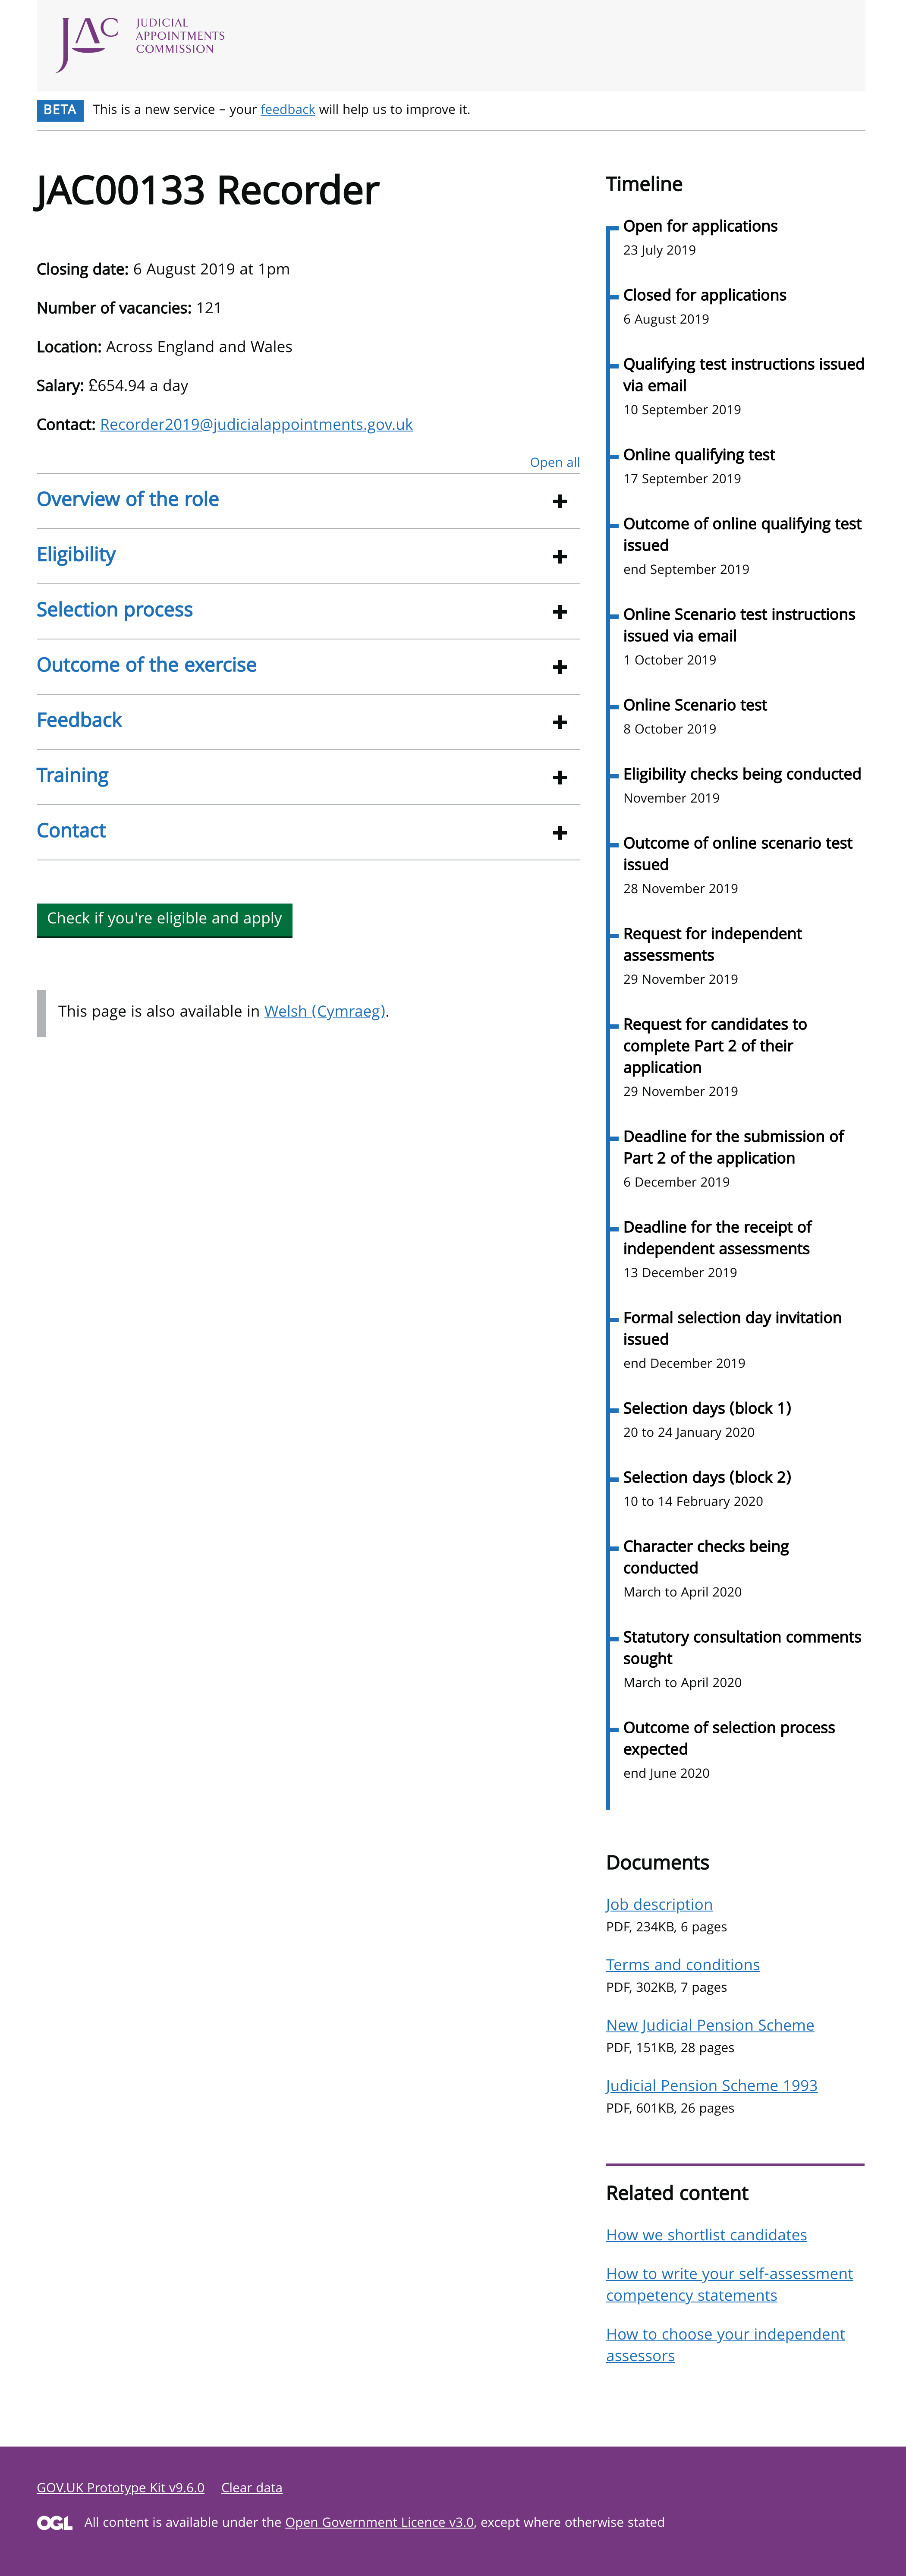 JAC
JUDICIAL
APPOINTMENTS
COMMISSION
BETA This is a new service – your feedback will help us to improve it.
JAC00133 Recorder
Closing date: 6 August 2019 at 1pm
Number of vacancies: 121
Location: Across England and Wales
Salary: £654.94 a day
Contact: Recorder2019@judicialappointments.gov.uk
Open all
Overview of the role +
Eligibility +
Selection process +
Outcome of the exercise +
Feedback +
Training +
Contact +
Check if you're eligible and apply
This page is also available in Welsh (Cymraeg).
Timeline
Open for applications
23 July 2019
Closed for applications
6 August 2019
Qualifying test instructions issued
via email
10 September 2019
Online qualifying test
17 September 2019
Outcome of online qualifying test
issued
end September 2019
Online Scenario test instructions
issued via email
1 October 2019
Online Scenario test
8 October 2019
Eligibility checks being conducted
November 2019
Outcome of online scenario test
issued
28 November 2019
Request for independent
assessments
29 November 2019
Request for candidates to
complete Part 2 of their
application
29 November 2019
Deadline for the submission of
Part 2 of the application
6 December 2019
Deadline for the receipt of
independent assessments
13 December 2019
Formal selection day invitation
issued
end December 2019
Selection days (block 1)
20 to 24 January 2020
Selection days (block 2)
10 to 14 February 2020
Character checks being
conducted
March to April 2020
Statutory consultation comments
sought
March to April 2020
Outcome of selection process
expected
end June 2020
Documents
Job description
PDF, 234KB, 6 pages
Terms and conditions
PDF, 302KB, 7 pages
New Judicial Pension Scheme
PDF, 151KB, 28 pages
Judicial Pension Scheme 1993
PDF, 601KB, 26 pages
Related content
How we shortlist candidates
How to write your self-assessment
competency statements
How to choose your independent
assessors
GOV.UK Prototype Kit v9.6.0 Clear data
OGL All content is available under the Open Government Licence v3.0, except where otherwise stated